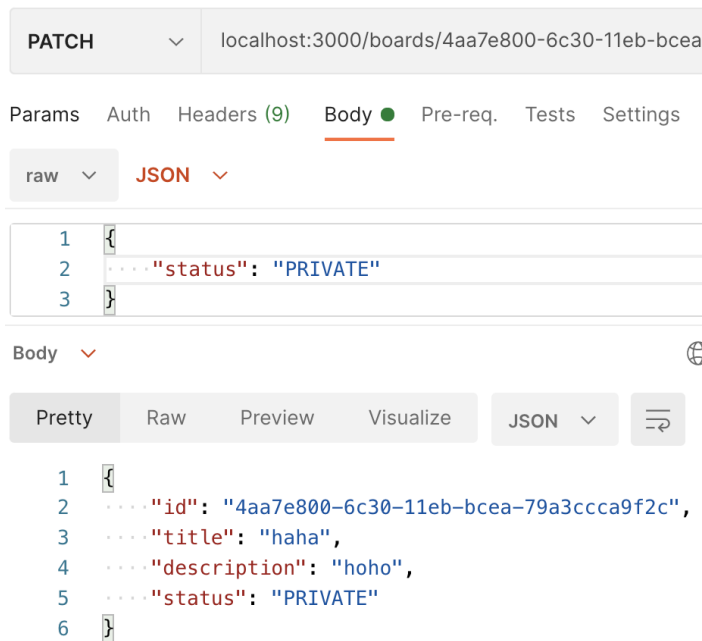 PATCH localhost:3000/boards/4aa7e800-6c30-11eb-bcea
Params Auth Headers (9) Body Pre-req. Tests Settings
raw JSON
1 {
2 "status": "PRIVATE"
3 }
Body
Pretty Raw Preview Visualize JSON
1 {
2 "id": "4aa7e800-6c30-11eb-bcea-79a3ccca9f2c",
3 "title": "haha",
4 "description": "hoho",
5 "status": "PRIVATE"
6 }